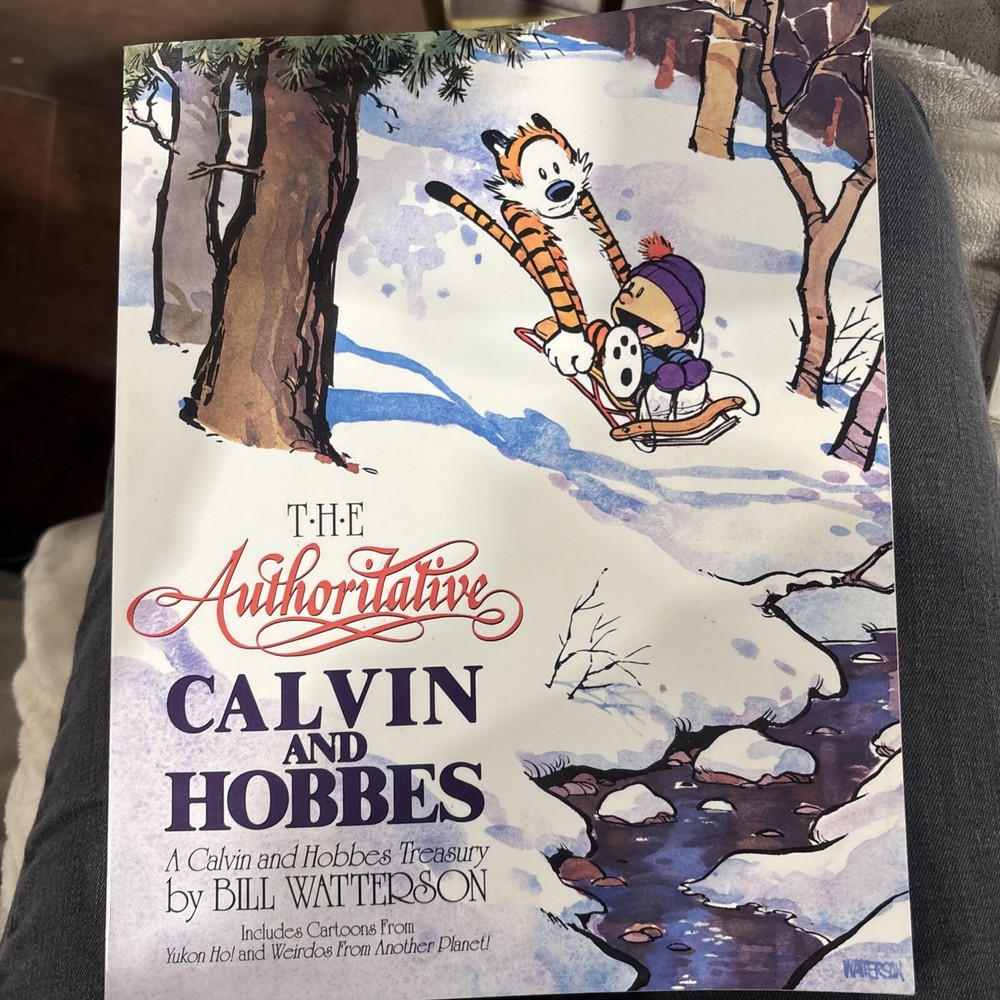 T·H·E
Authoritative
CALVIN
AND
HOBBES
A Calvin and Hobbes Treasury
by BILL WATTERSON
Includes Cartoons From
Yukon Ho! and Weirdos From Another Planet!
WATTERSON